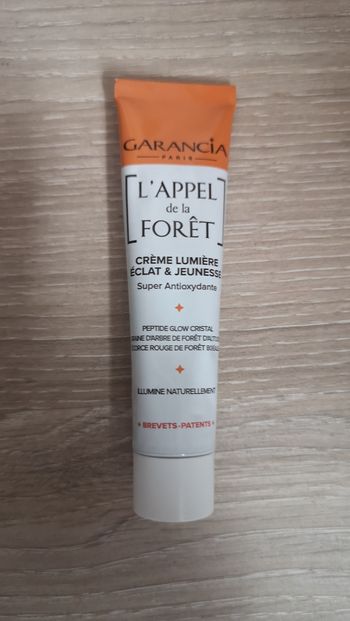 GARANCIA
PARIS
[L'APPEL
de la
FORÊT]
CRÈME LUMIÈRE
ÉCLAT & JEUNESSE
Super Antioxydante
PEPTIDE GLOW CRISTAL
D'ARBRE DE FORÊT
ROUGE DE FORÊT
ILLUMINE NATURELLEMENT
BREVETS-PATENTS